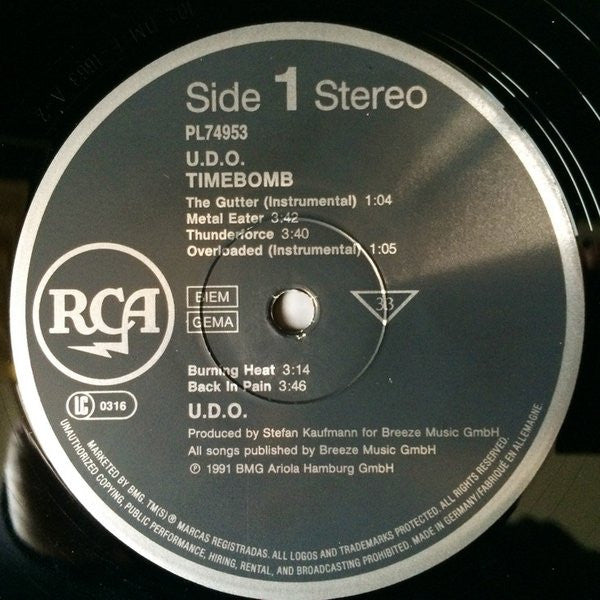 Side 1 Stereo
PL74953
U.D.O.
TIMEBOMB
The Gutter (Instrumental) 1:04
Metal Eater 3:42
Thunderforce 3:40
Overloaded (Instrumental) 1:05
RCA
BIEM
GEMA
33
Burning Heat 3:14
Back In Pain 3:46
LC 0316
U.D.O.
Produced by Stefan Kaufmann for Breeze Music GmbH
All songs published by Breeze Music GmbH
℗ 1991 BMG Ariola Hamburg GmbH
MARKETED BY BMG. TM(S)® MARCAS REGISTRADAS. ALL LOGOS AND TRADEMARKS PROTECTED. ALL RIGHTS RESERVED.
UNAUTHORIZED COPYING, PUBLIC PERFORMANCE, HIRING, RENTAL, AND BROADCASTING PROHIBITED. MADE IN GERMANY/FABRIQUÉ EN ALLEMAGNE